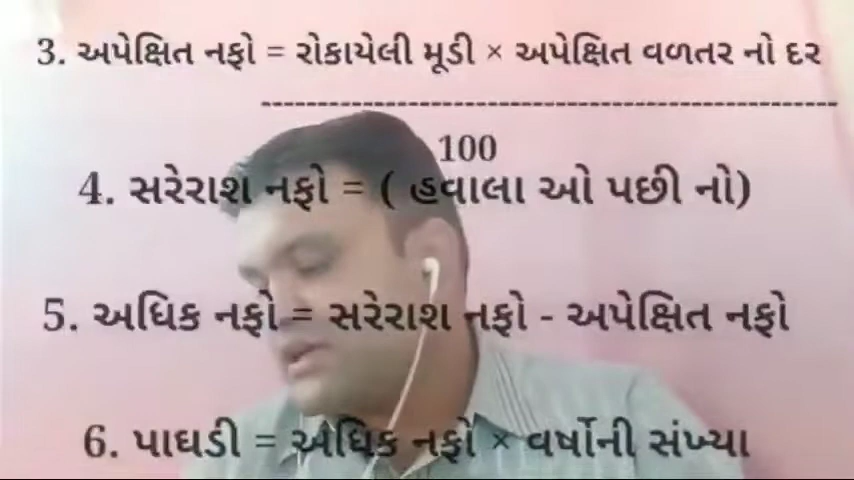 3. અપેક્ષિત નફો = રોકાયેલી મૂડી × અપેક્ષિત વળતર નો દર
------------------------------------------------------
100
4. સરેરાશ નફો = ( હવાલા ઓ પછી નો)
5. અધિક નફો = સરેરાશ નફો - અપેક્ષિત નફો
6. પાઘડી = અધિક નફો × વર્ષોની સંખ્યા